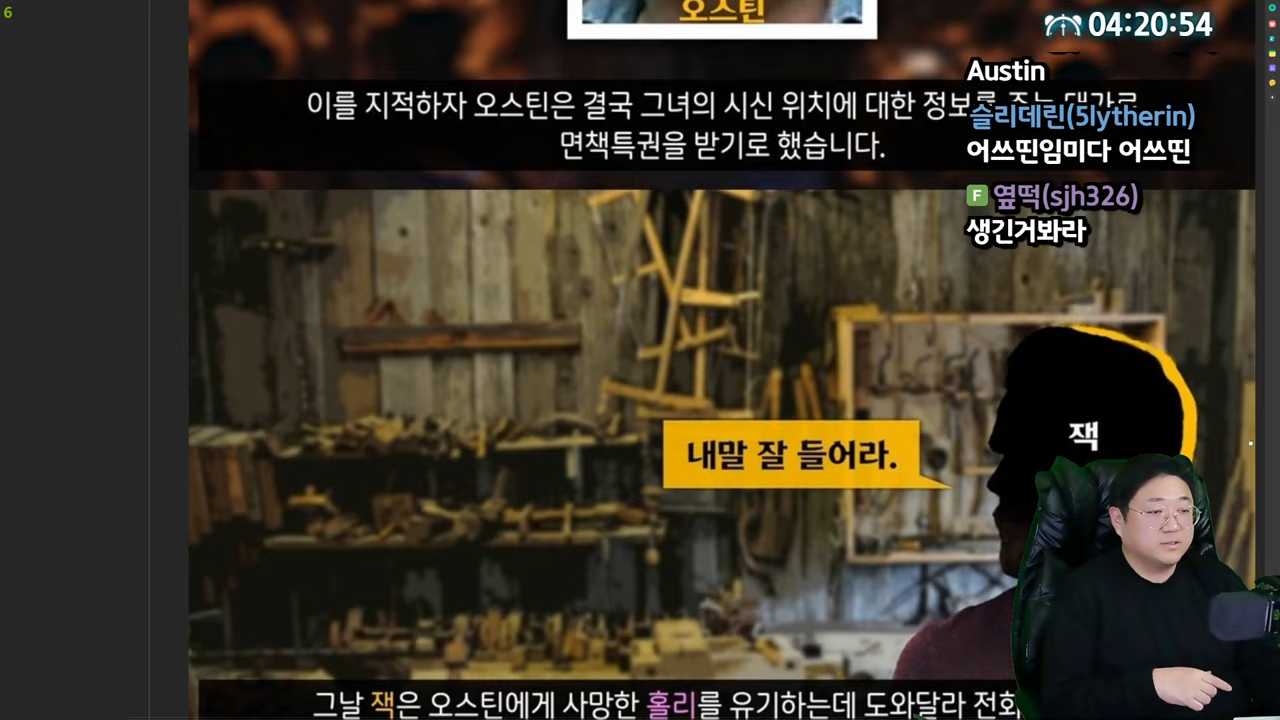 6
오스틴
04:20:54
Austin
이를 지적하자 오스틴은 결국 그녀의 시신 위치에 대한 정보를 주는 대가로
슬리데린(5lytherin)
어쓰띤임미다 어쓰띤
면책특권을 받기로 했습니다.
F 옆떡(sjh326)
생긴거봐라
잭
내말 잘 들어라.
그날 잭은 오스틴에게 사망한 홀리를 유기하는데 도와달라 전화